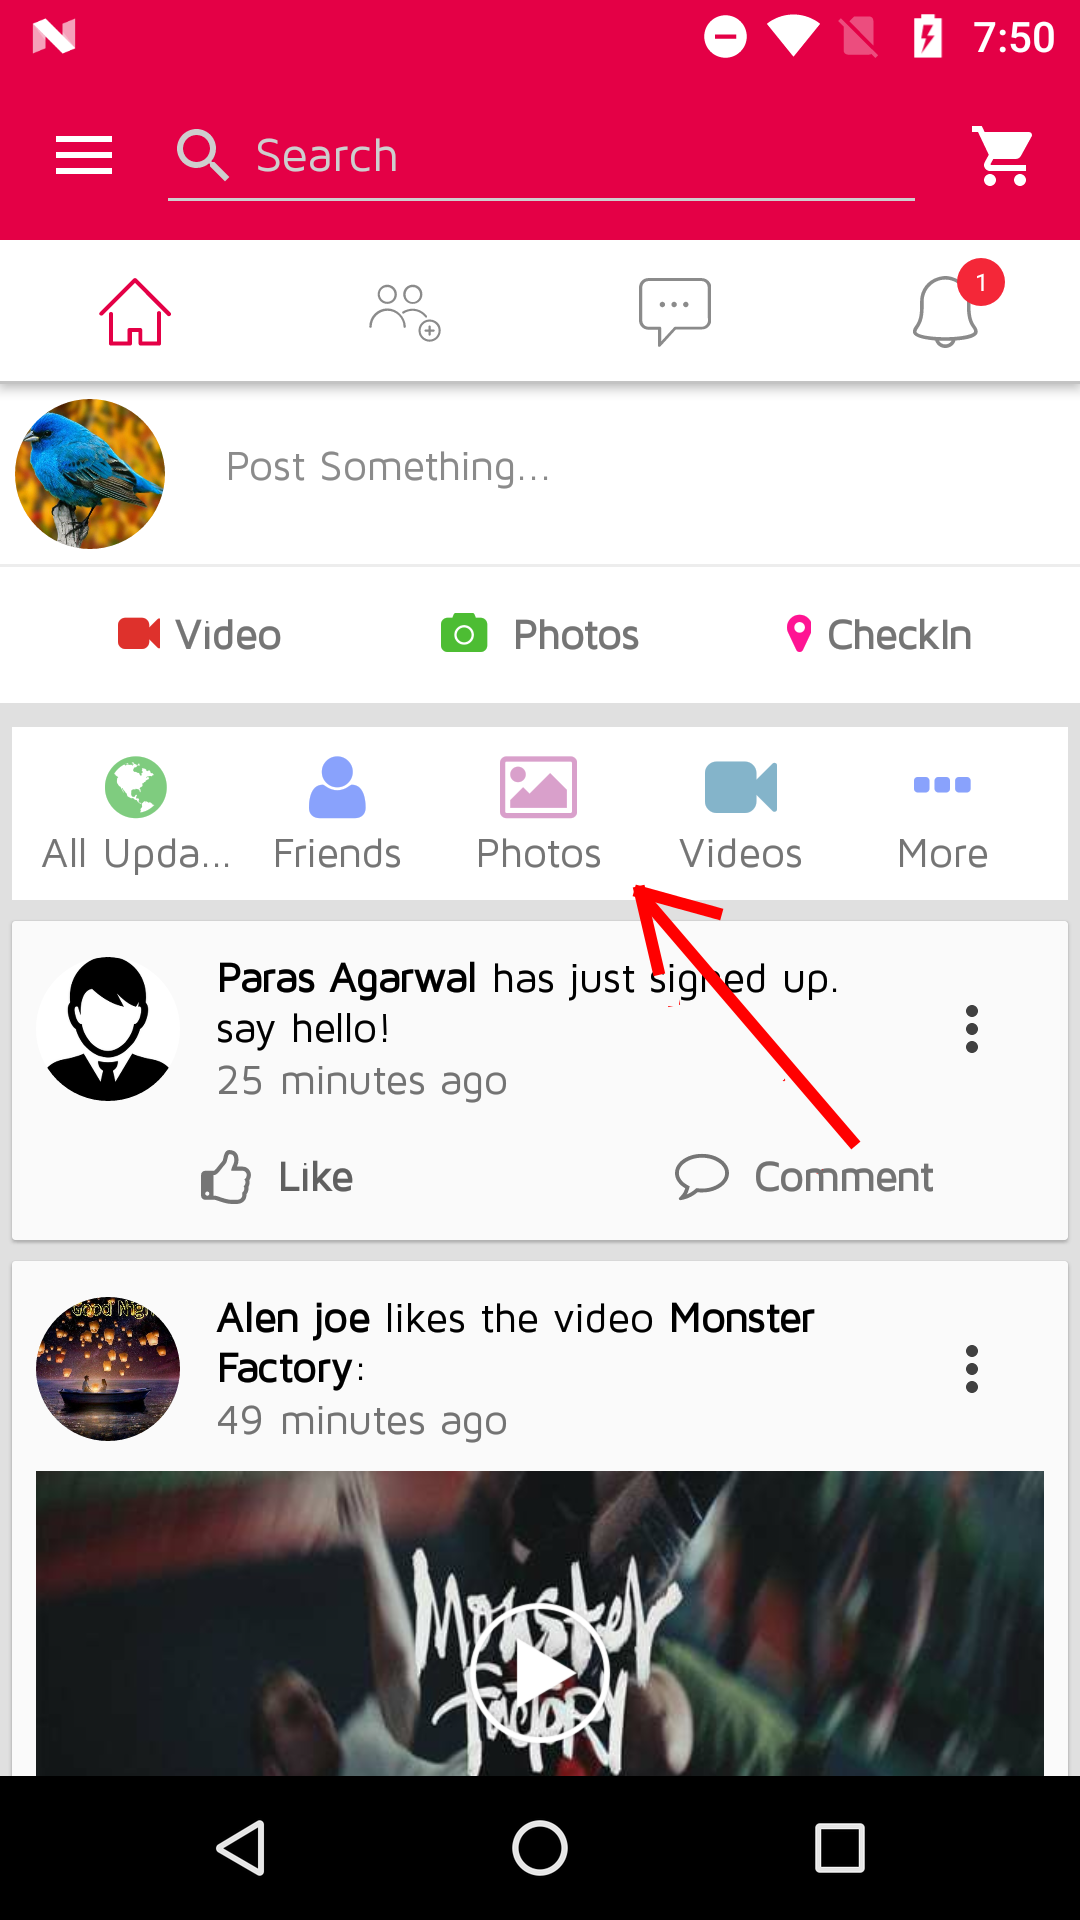 7:50
Search
1
Post Something...
Video Photos CheckIn
All Upda... Friends Photos Videos More
Paras Agarwal has just signed up.
say hello!
25 minutes ago
Like Comment
Alen joe likes the video Monster
Factory:
49 minutes ago
Good Nig
Monster
Factory